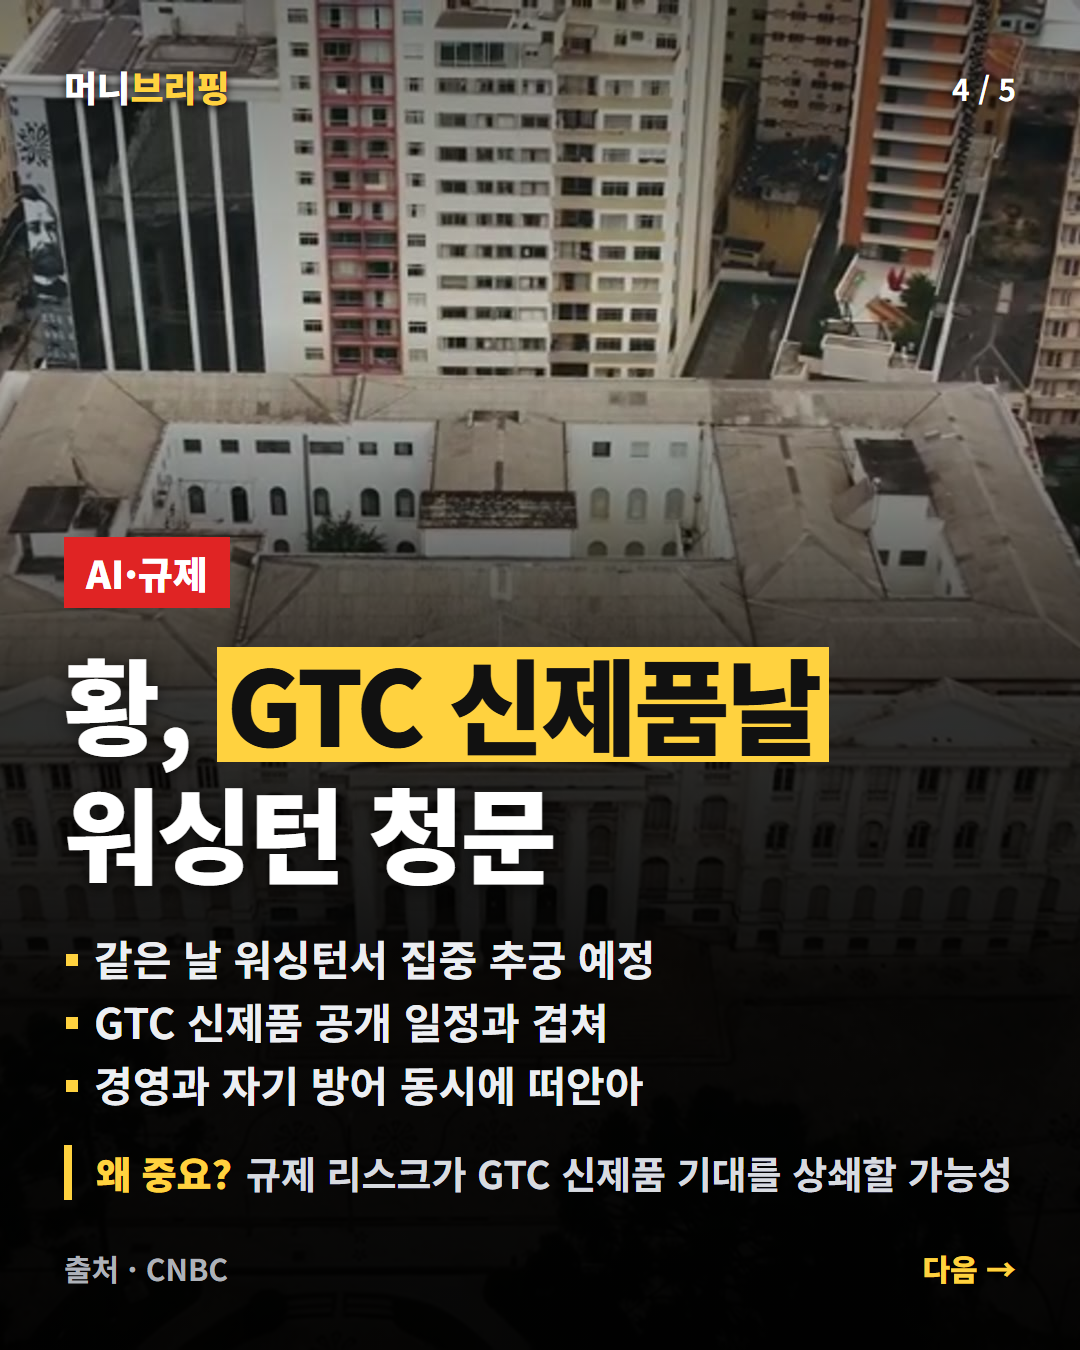 머니브리핑
4 / 5
AI·규제
황, GTC 신제품날
워싱턴 청문
같은 날 워싱턴서 집중 추궁 예정
GTC 신제품 공개 일정과 겹쳐
경영과 자기 방어 동시에 떠안아
왜 중요? 규제 리스크가 GTC 신제품 기대를 상쇄할 가능성
출처 · CNBC
다음 →